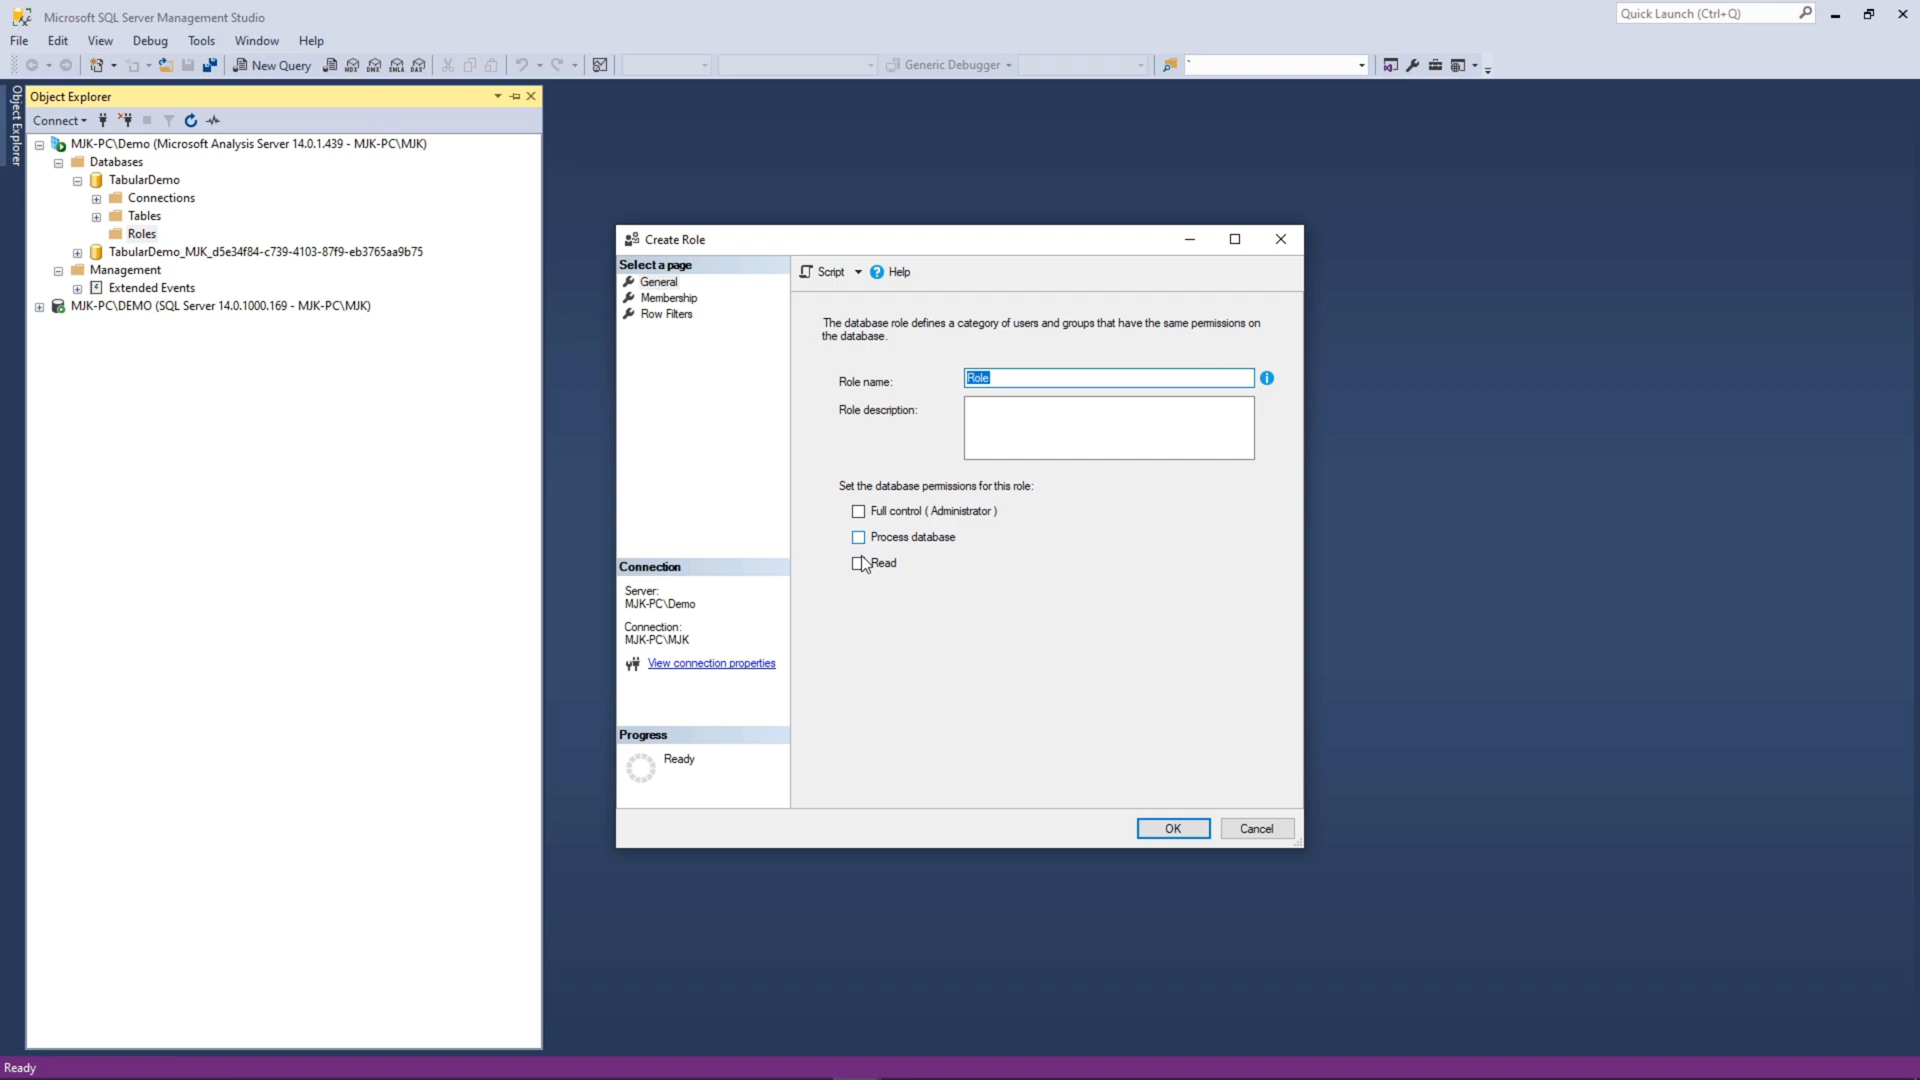 Microsoft SQL Server Management Studio
Quick Launch (Ctrl+Q)
File Edit View Debug Tools Window Help
New Query MDX DMX XMLA DAX Generic Debugger
Object Explorer
Object Explorer
Connect
MJK-PC\Demo (Microsoft Analysis Server 14.0.1.439 - MJK-PC\MJK)
Databases
TabularDemo
Connections
Tables
Roles
TabularDemo_MJK_d5e34f84-c739-4103-87f9-eb3765aa9b75
Management
Extended Events
MJK-PC\DEMO (SQL Server 14.0.1000.169 - MJK-PC\MJK)
Create Role
Select a page
General
Membership
Row Filters
Script Help
The database role defines a category of users and groups that have the same permissions on
the database.
Role name: Role
Role description:
Set the database permissions for this role:
Full control ( Administrator )
Process database
Read
Connection
Server:
MJK-PC\Demo
Connection:
MJK-PC\MJK
View connection properties
Progress
Ready
OK Cancel
Ready